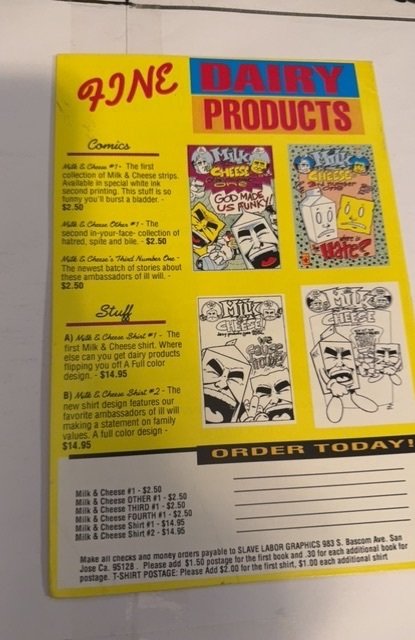 FINE DAIRY
PRODUCTS
Comics
Milk & Cheese #1 - The first
collection of Milk & Cheese strips.
Available in special white ink
second printing. This stuff is so
funny you'll burst a bladder. -
$2.50
Milk & Cheese Other #1 - The
second in-your-face- collection of
hatred, spite and bile. - $2.50
Milk & Cheese's Third Number One -
The newest batch of stories about
these ambassadors of ill will. -
$2.50
Milk
CHEESE
one
GOD MADE
US PUNKY!
Milk
CHEESE
Hate?
Stuff
A) Milk & Cheese Shirt #1 - The
first Milk & Cheese shirt. Where
else can you get dairy products
flipping you off A Full color
design. - $14.95
B) Milk & Cheese Shirt #2 - The
new shirt design features our
favorite ambassadors of ill will
making a statement on family
values. A full color design -
$14.95
Milk
CHEESE!
MILK
CHEESE
ORDER TODAY!
Milk & Cheese #1 - $2.50
Milk & Cheese OTHER #1 - $2.50
Milk & Cheese THIRD #1 - $2.50
Milk & Cheese FOURTH #1 - $2.50
Milk & Cheese Shirt #1 - $14.95
Milk & Cheese Shirt #2 - $14.95
Make all checks and money orders payable to SLAVE LABOR GRAPHICS 983 S. Bascom Ave. San
Jose Ca. 95128 . Please add $1.50 postage for the first book and .30 for each additional book for
postage. T-SHIRT POSTAGE: Please Add $2.00 for the first shirt, $1.00 each additional shirt